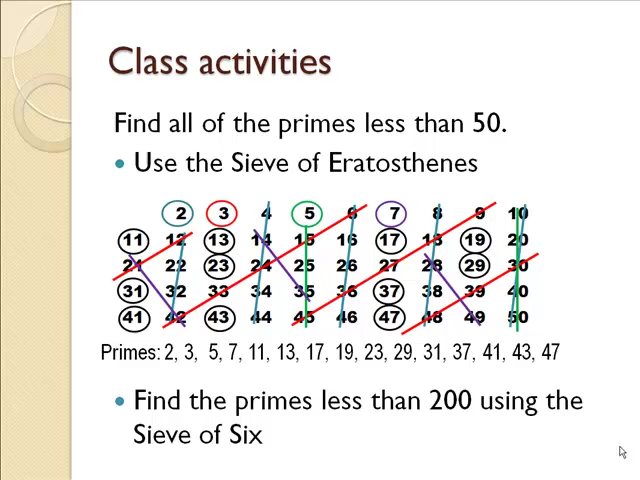 Class activities
Find all of the primes less than 50.
• Use the Sieve of Eratosthenes
2 3 4 5 6 7 8 9 10
11 12 13 14 15 16 17 18 19 20
21 22 23 24 25 26 27 28 29 30
31 32 33 34 35 36 37 38 39 40
41 42 43 44 45 46 47 48 49 50
Primes: 2, 3, 5, 7, 11, 13, 17, 19, 23, 29, 31, 37, 41, 43, 47
• Find the primes less than 200 using the
Sieve of Six